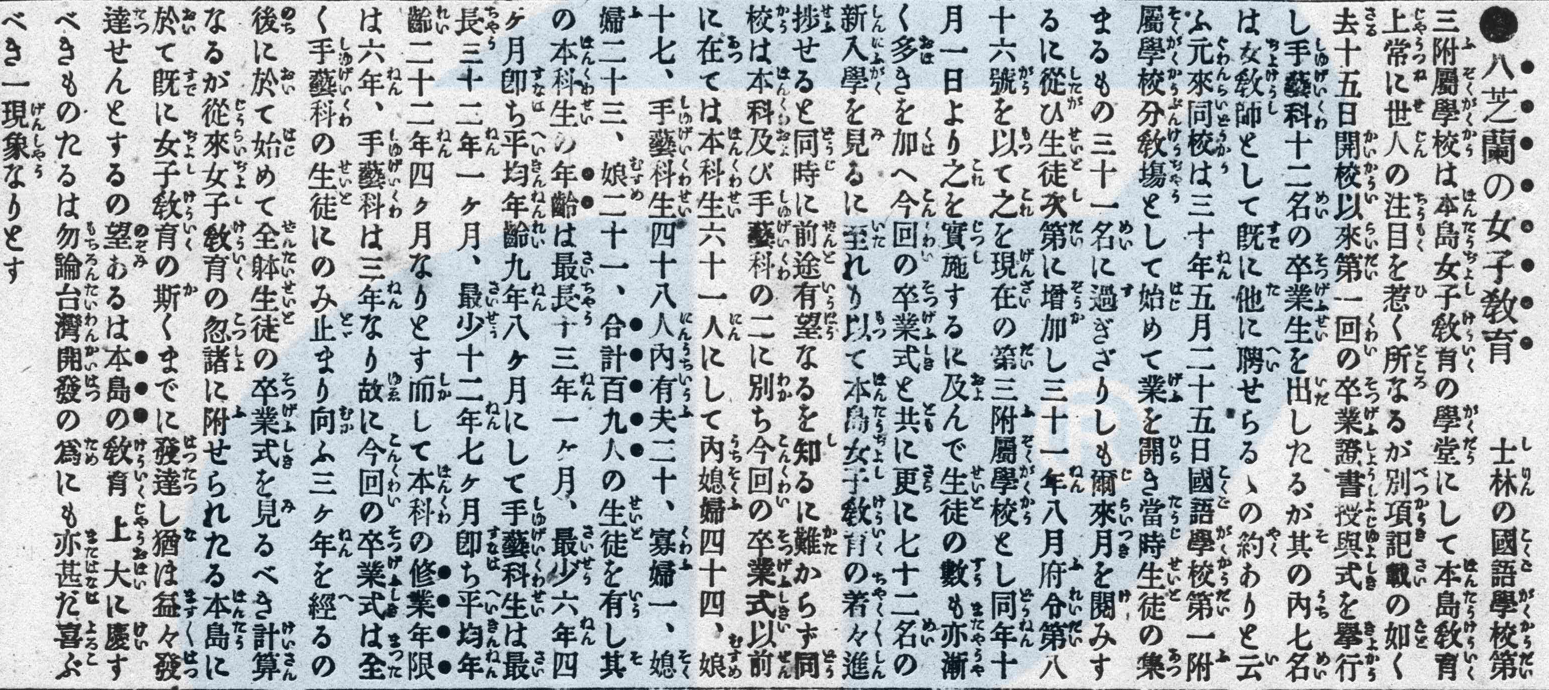 ●八芝蘭の女子敎育　士林の國語學校第
三附屬學校は本島女子敎育の學堂にして本島敎育
上常に世人の注目を惹く所なるが別項記載の如く
去十五日開校以來第一回の卒業證書授與式を擧行
し手藝科十二名の卒業生を出したるが其の內七名
は女敎師として既に他に聘せらるゝの約ありと云
ふ元來同校は三十年五月二十五日國語學校第一附
屬學校分敎塲として始めて業を開き當時生徒の集
まるもの三十一名に過ぎざりしも爾來月を閱みす
るに從ひ生徒次第に增加し三十一年八月府令第八
十六號を以て之を現在の第三附屬學校とし同年十
月一日より之を實施するに及んで生徒の數も亦漸
く多きを加へ今回の卒業式と共に更に七十二名の
新入學を見るに至れり以て本島女子敎育の着々進
捗せると同時に前途有望なるを知るに難からず同
校は本科及び手藝科の二に別ち今回の卒業式以前
に在ては本科生六十一人にして內媳婦四十四、娘
十七、手藝科生四十八人內有夫二十、寡婦一、媳
婦二十三、娘二十一、合計百九人の生徒を有し其
の本科生の年齡は最長十三年一ヶ月、最少六年四
ヶ月卽ち平均年齡九年八ヶ月にして手藝科生は最
長三十二年一ヶ月、最少十二年七ヶ月卽ち平均年
齡二十二年四ヶ月なりとす而して本科の修業年限
は六年、手藝科は三年なり故に今回の卒業式は全
く手藝科の生徒にのみ止まり向ふ三ヶ年を經るの
後に於て始めて全躰生徒の卒業式を見るべき計算
なるが從來女子敎育の忽諸に附せられたる本島に
於て既に女子敎育の斯くまでに發達し猶は益々發
達せんとするの望あるは本島の敎育上大に慶す
べきものたるは勿論台灣開發の爲にも亦甚だ喜ぶ
べき一現象なりとす